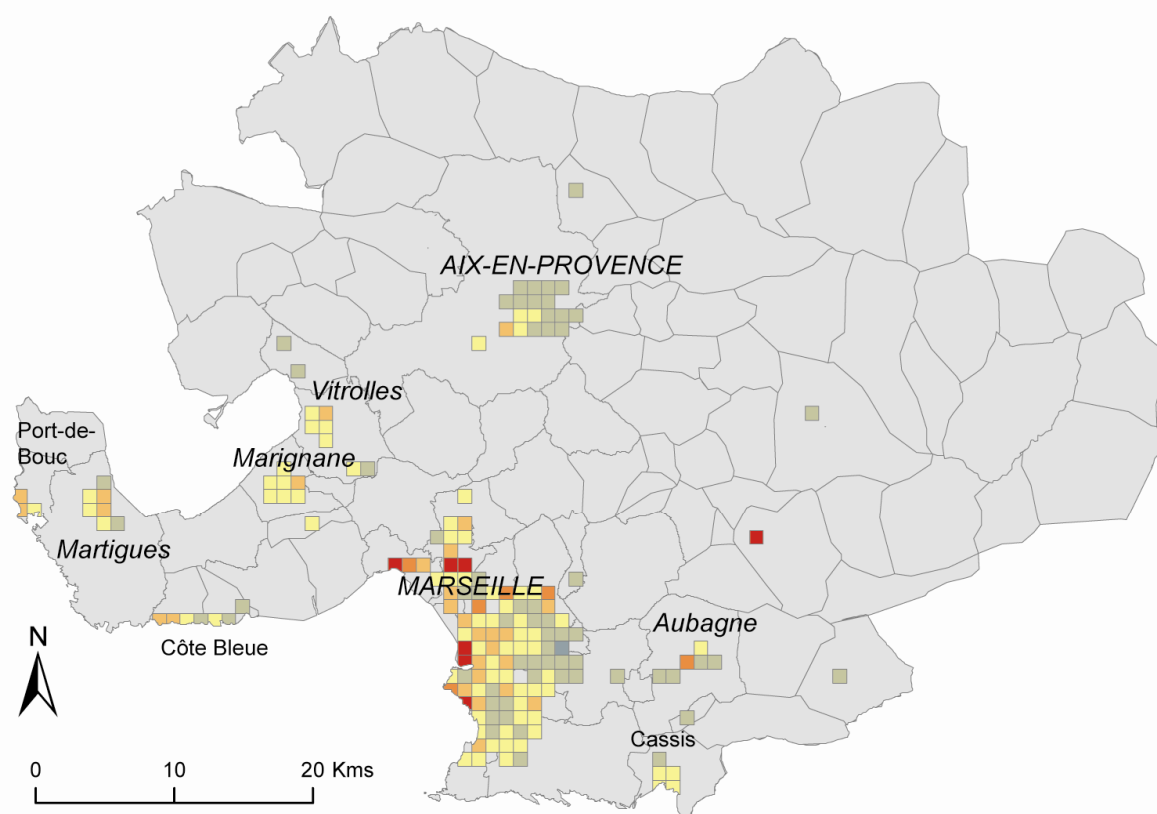 AIX-EN-PROVENCE
Vitrolles
Port-de-
Bouc
Marignane
Martigues
MARSEILLE
Aubagne
Côte Bleue
N
Cassis
0 10 20 Kms